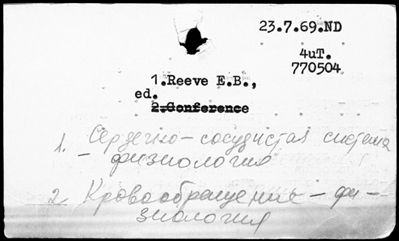 23.7.69.ND
4иТ.
770504
1.Reeve E.B.,
ed.
2.Conference
1. Сердечно-сосудистая система
- физиология
2. Кровообращение - фи-
зиология